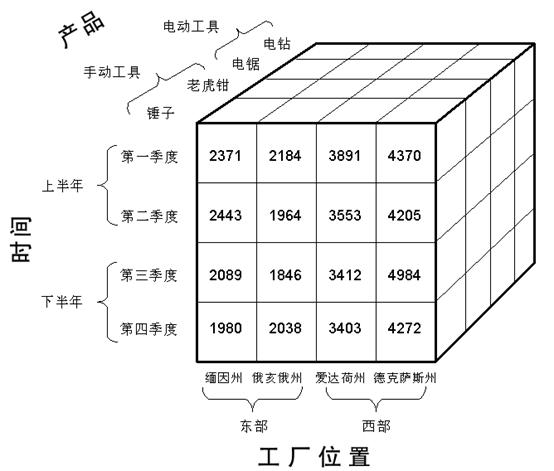 产品
电动工具
电钻
电锯
手动工具
老虎钳
锤子
时间
上半年
第一季度 2371 2184 3891 4370
第二季度 2443 1964 3553 4205
下半年
第三季度 2089 1846 3412 4984
第四季度 1980 2038 3403 4272
缅因州 俄亥俄州 爱达荷州 德克萨斯州
东部 西部
工厂位置